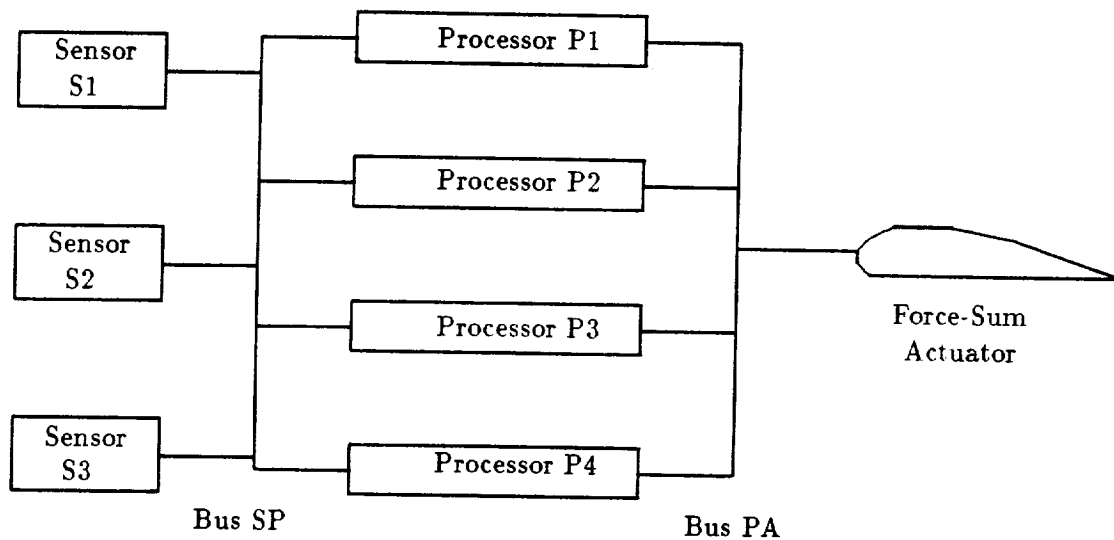 Sensor
S1
Processor P1
Processor P2
Sensor
S2
Processor P3
Force-Sum
Actuator
Sensor
S3
Processor P4
Bus SP
Bus PA